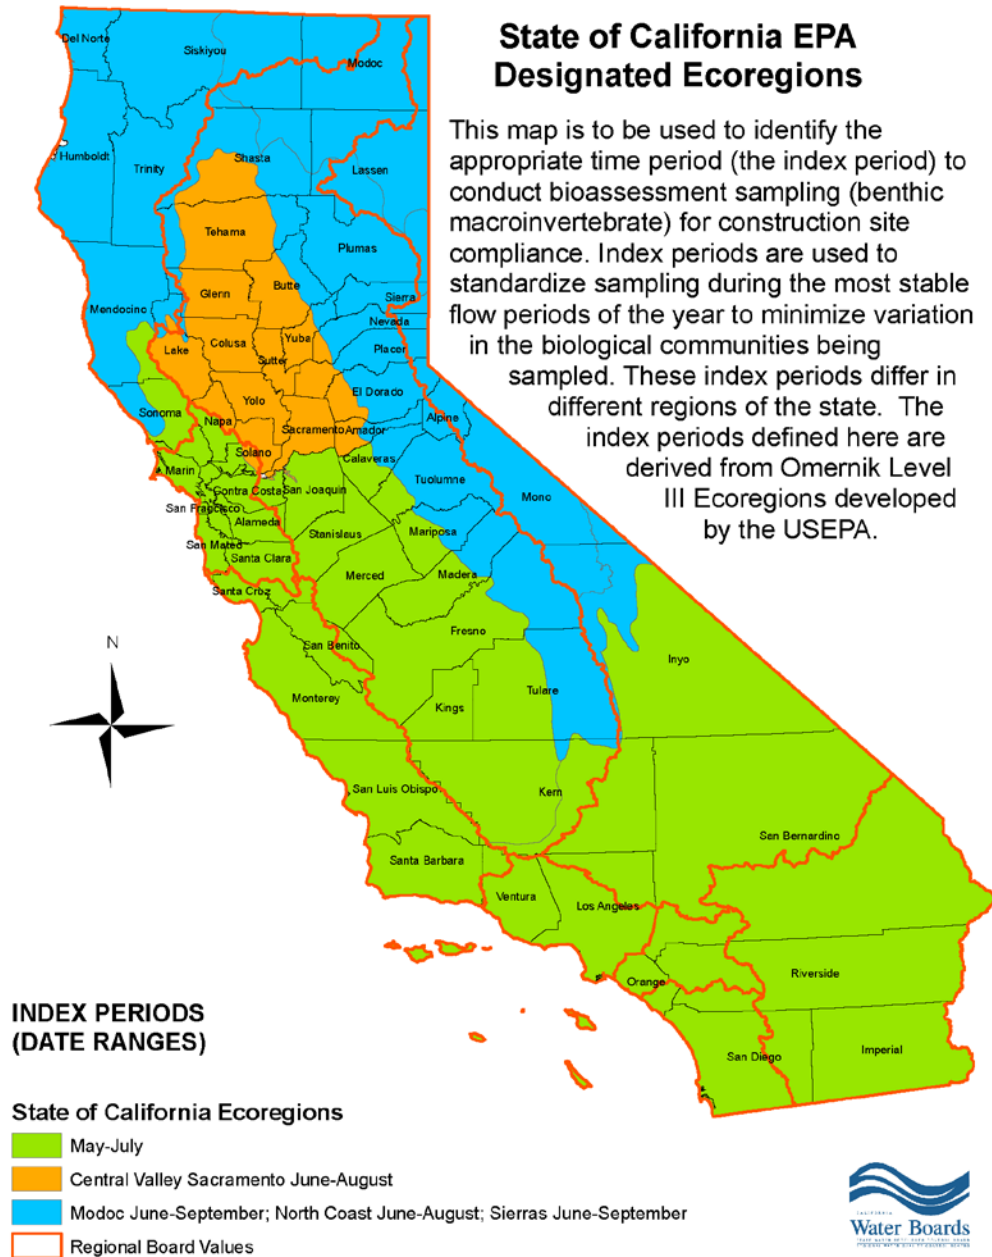 State of California EPA
Designated Ecoregions
This map is to be used to identify the
appropriate time period (the index period) to
conduct bioassessment sampling (benthic
macroinvertebrate) for construction site
compliance. Index periods are used to
standardize sampling during the most stable
flow periods of the year to minimize variation
in the biological communities being
sampled. These index periods differ in
different regions of the state. The
index periods defined here are
derived from Omernik Level
III Ecoregions developed
by the USEPA.
Del Norte
Siskiyou
Modoc
Humboldt
Trinity
Shasta
Lassen
Tehama
Plumas
Glenn
Butte
Sierra
Mendocino
Nevada
Lake
Colusa
Yuba
Placer
Sutter
Yolo
El Dorado
Sonoma
Napa
Sacramento
Amador
Alpine
Solano
Calaveras
Marin
Tuolumne
Contra Costa
San Joaquin
Mono
San Francisco
Alameda
Stanislaus
Mariposa
San Mateo
Santa Clara
Merced
Madera
Santa Cruz
Fresno
San Benito
Inyo
N
Monterey
Kings
Tulare
San Luis Obispo
Kern
San Bernardino
Santa Barbara
Ventura
Los Angeles
Orange
Riverside
San Diego
Imperial
INDEX PERIODS
(DATE RANGES)
State of California Ecoregions
May-July
Central Valley Sacramento June-August
Modoc June-September; North Coast June-August; Sierras June-September
Regional Board Values
CALIFORNIA
Water Boards